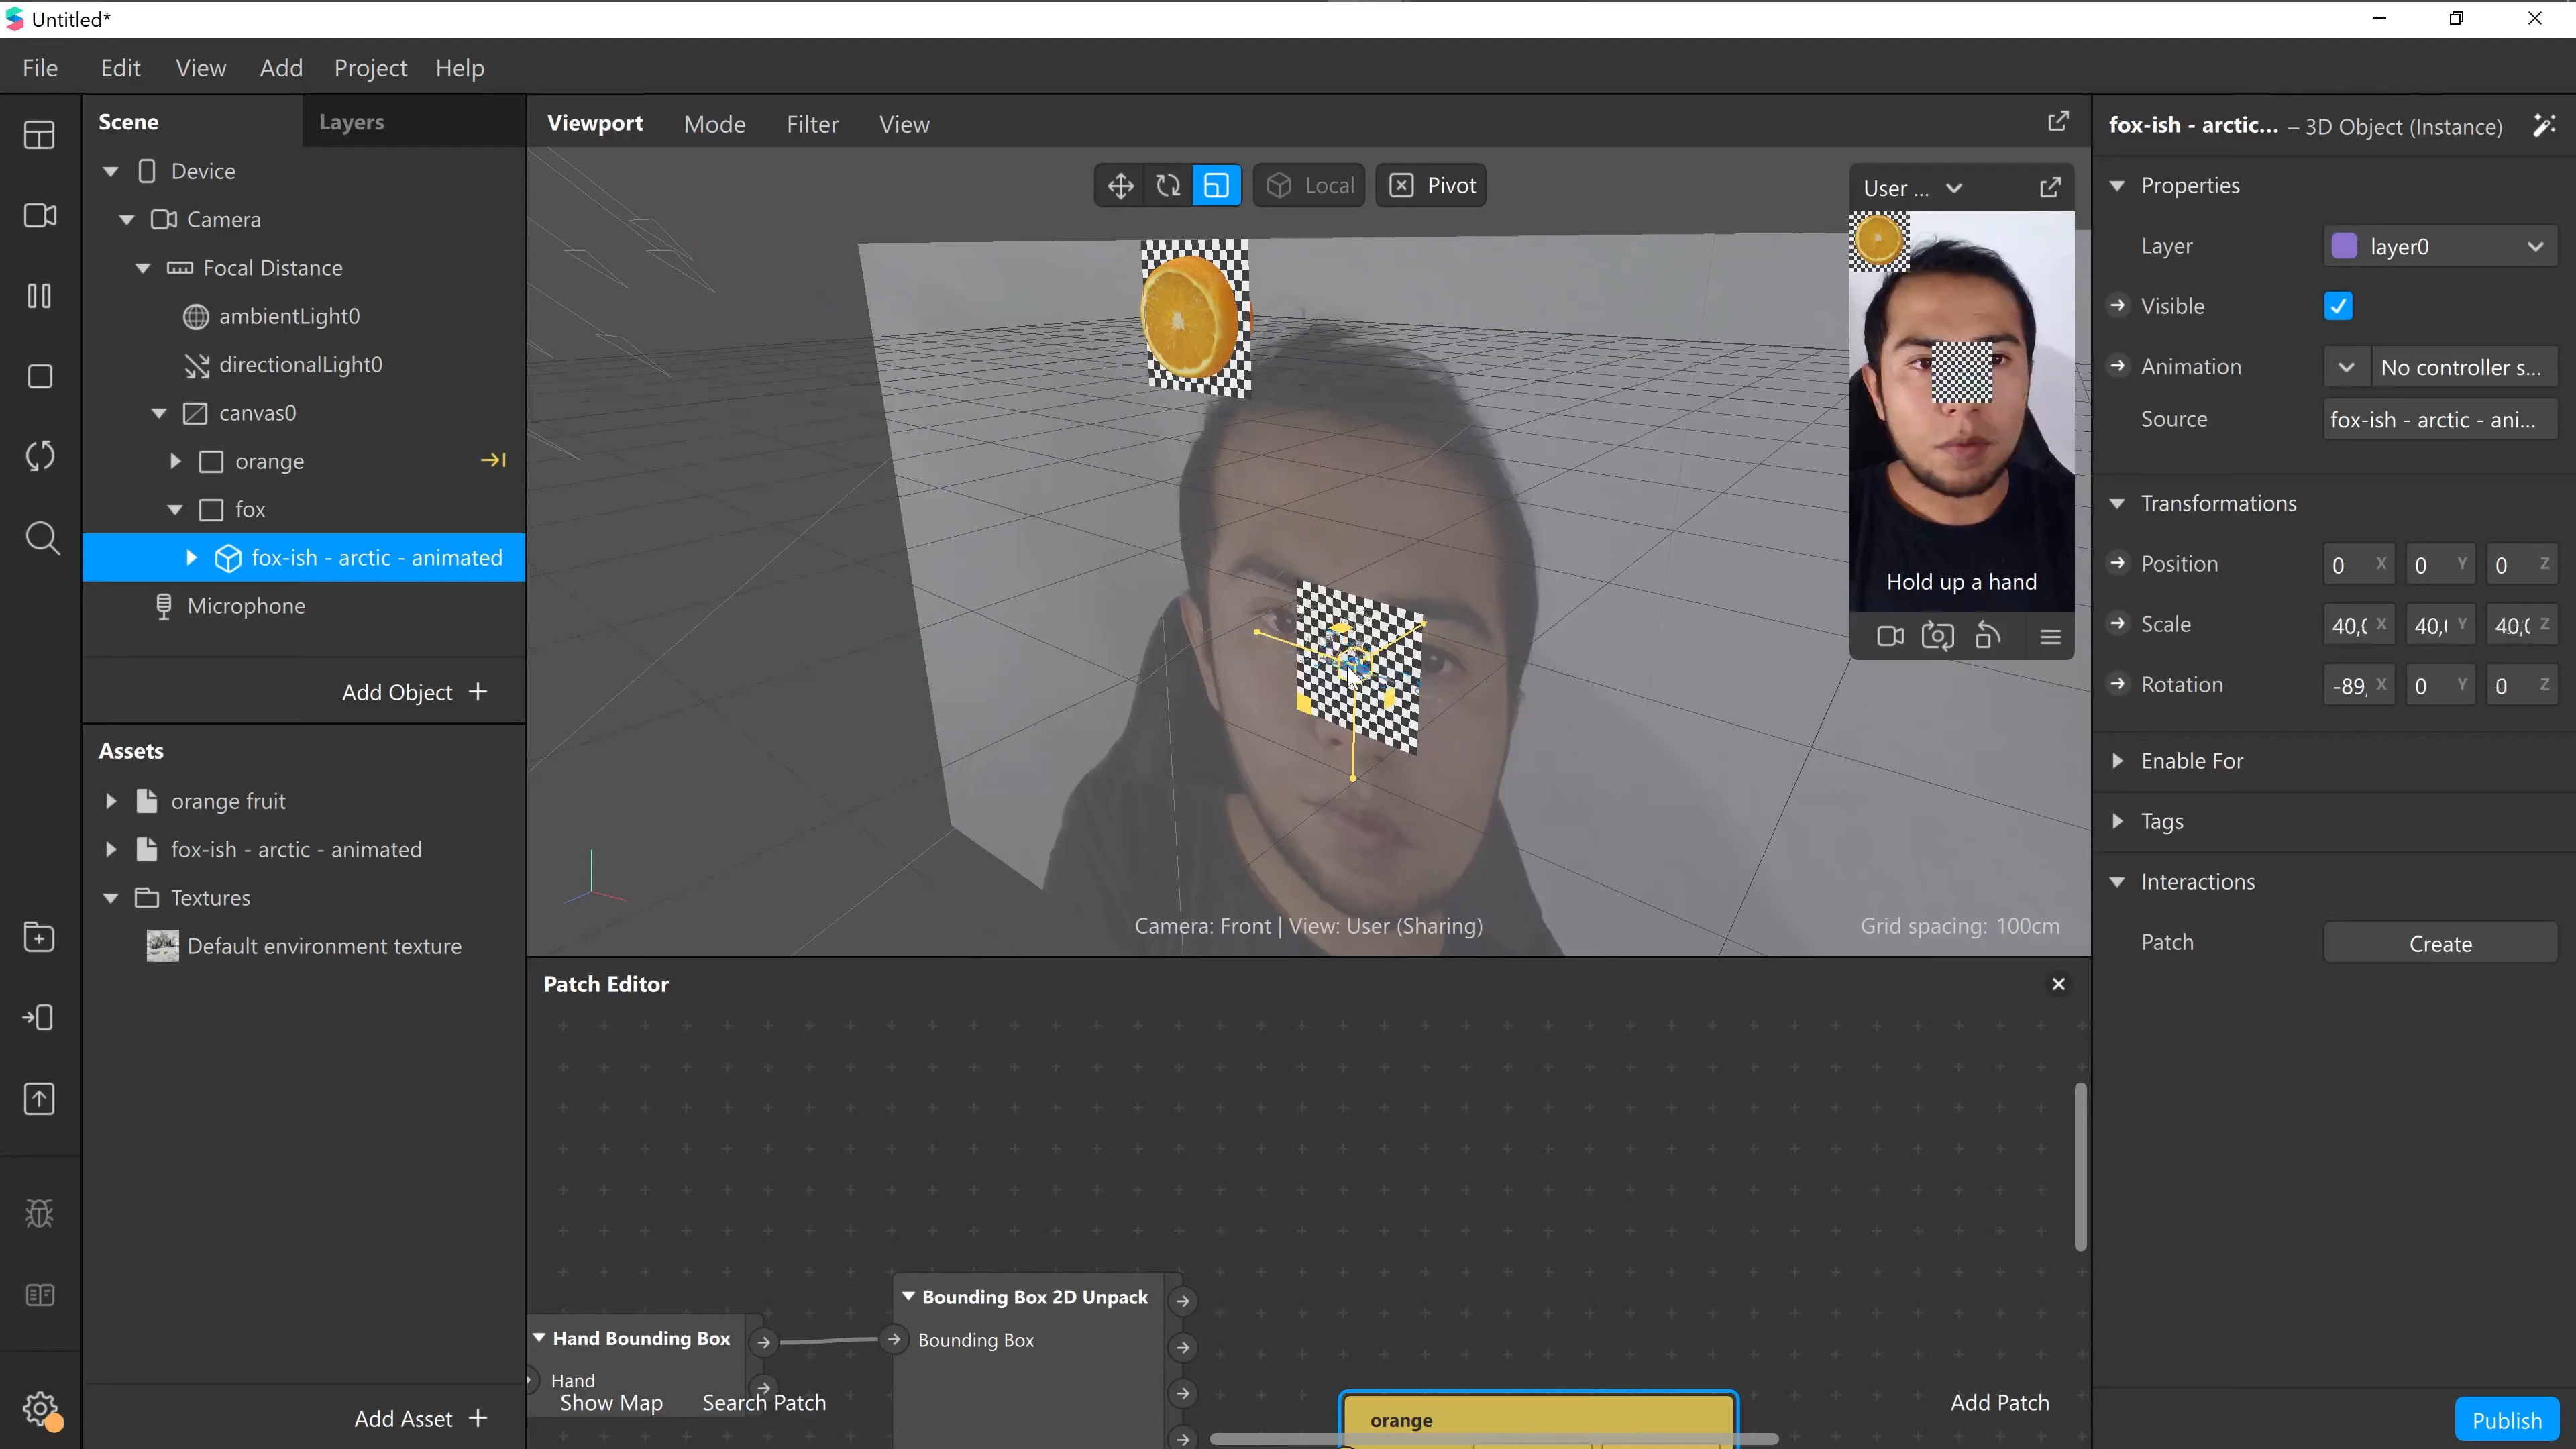 Untitled*
File Edit View Add Project Help
Scene Layers
Device
Camera
Focal Distance
ambientLight0
directionalLight0
canvas0
orange
fox
fox-ish - arctic - animated
Microphone
Add Object +
Assets
orange fruit
fox-ish - arctic - animated
Textures
Default environment texture
Add Asset +
Viewport Mode Filter View
Local Pivot
User ...
Hold up a hand
Camera: Front | View: User (Sharing)
Grid spacing: 100cm
Patch Editor
Hand Bounding Box
Hand
Bounding Box 2D Unpack
Bounding Box
orange
Show Map Search Patch
Add Patch
fox-ish - arctic... – 3D Object (Instance)
Properties
Layer layer0
Visible
Animation No controller s...
Source fox-ish - arctic - ani...
Transformations
Position 0 X 0 Y 0 Z
Scale 40,( X 40,( Y 40,( Z
Rotation -89, X 0 Y 0 Z
Enable For
Tags
Interactions
Patch Create
Publish